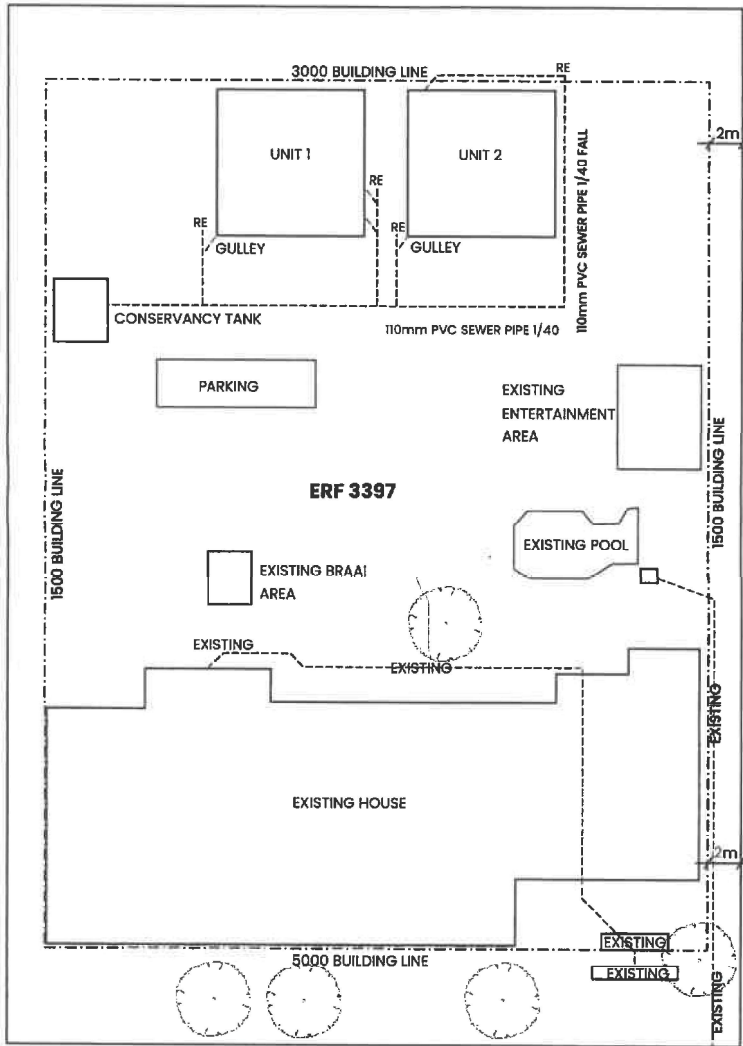 3000 BUILDING LINE
RE
UNIT 1
UNIT 2
2m
110mm PVC SEWER PIPE 1/40 FALL
RE
RE
RE
GULLEY
GULLEY
CONSERVANCY TANK
110mm PVC SEWER PIPE 1/40
PARKING
EXISTING
ENTERTAINMENT
AREA
1500 BUILDING LINE
1500 BUILDING LINE
ERF 3397
EXISTING POOL
EXISTING BRAAI
AREA
EXISTING
EXISTING
EXISTING
EXISTING HOUSE
2m
EXISTING
5000 BUILDING LINE
EXISTING
EXISTING